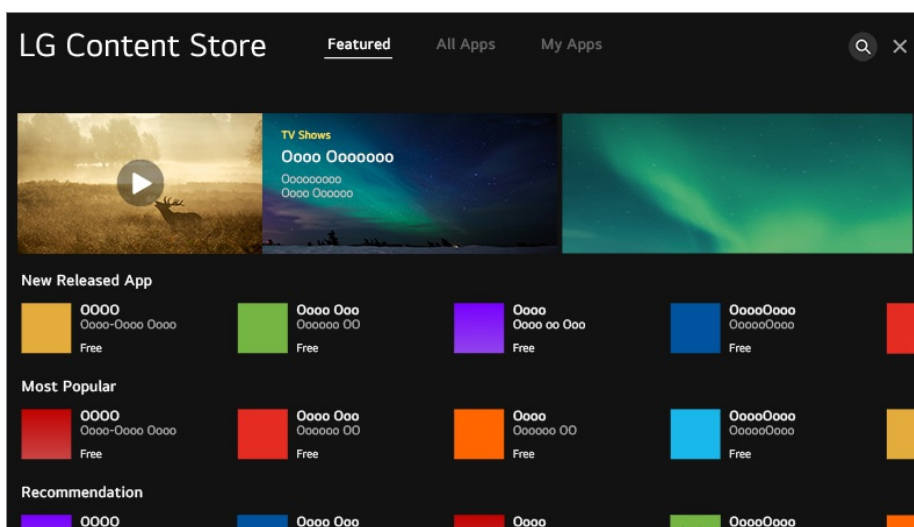 LG Content Store
Featured
All Apps
My Apps
TV Shows
Oooo Ooooooo
Ooooooooo
Oooo Oooooo
New Released App
OOOO
Oooo-Oooo Oooo
Free
Oooo Ooo
Oooooo OO
Free
Oooo
Oooo oo Ooo
Free
OoooOooo
OooooOooo
Free
Most Popular
OOOO
Oooo-Oooo Oooo
Free
Oooo Ooo
Oooooo OO
Free
Oooo
Oooooo OO
Free
OoooOooo
OooooOooo
Free
Recommendation
OOOO
Oooo Ooo
Oooo
OoooOooo